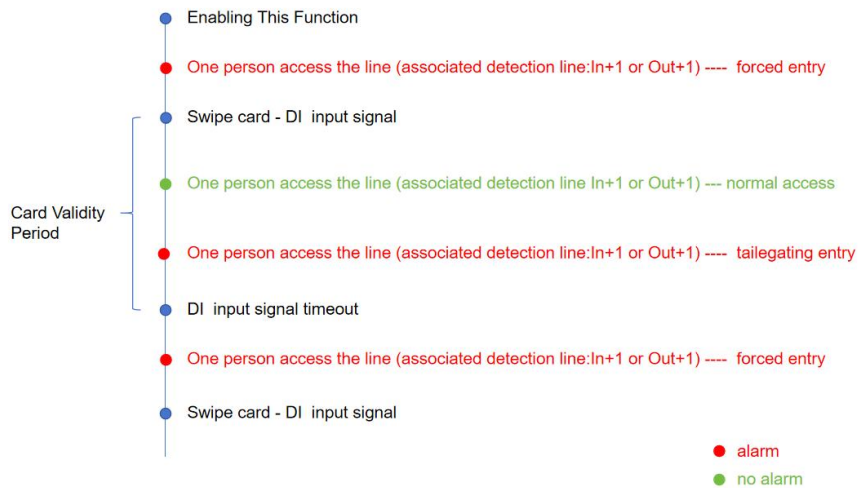 Enabling This Function
One person access the line (associated detection line:In+1 or Out+1) ---- forced entry
Swipe card - DI input signal
One person access the line (associated detection line In+1 or Out+1) --- normal access
Card Validity
Period
One person access the line (associated detection line:In+1 or Out+1) ---- tailegating entry
DI input signal timeout
One person access the line (associated detection line:In+1 or Out+1) ---- forced entry
Swipe card - DI input signal
alarm
no alarm